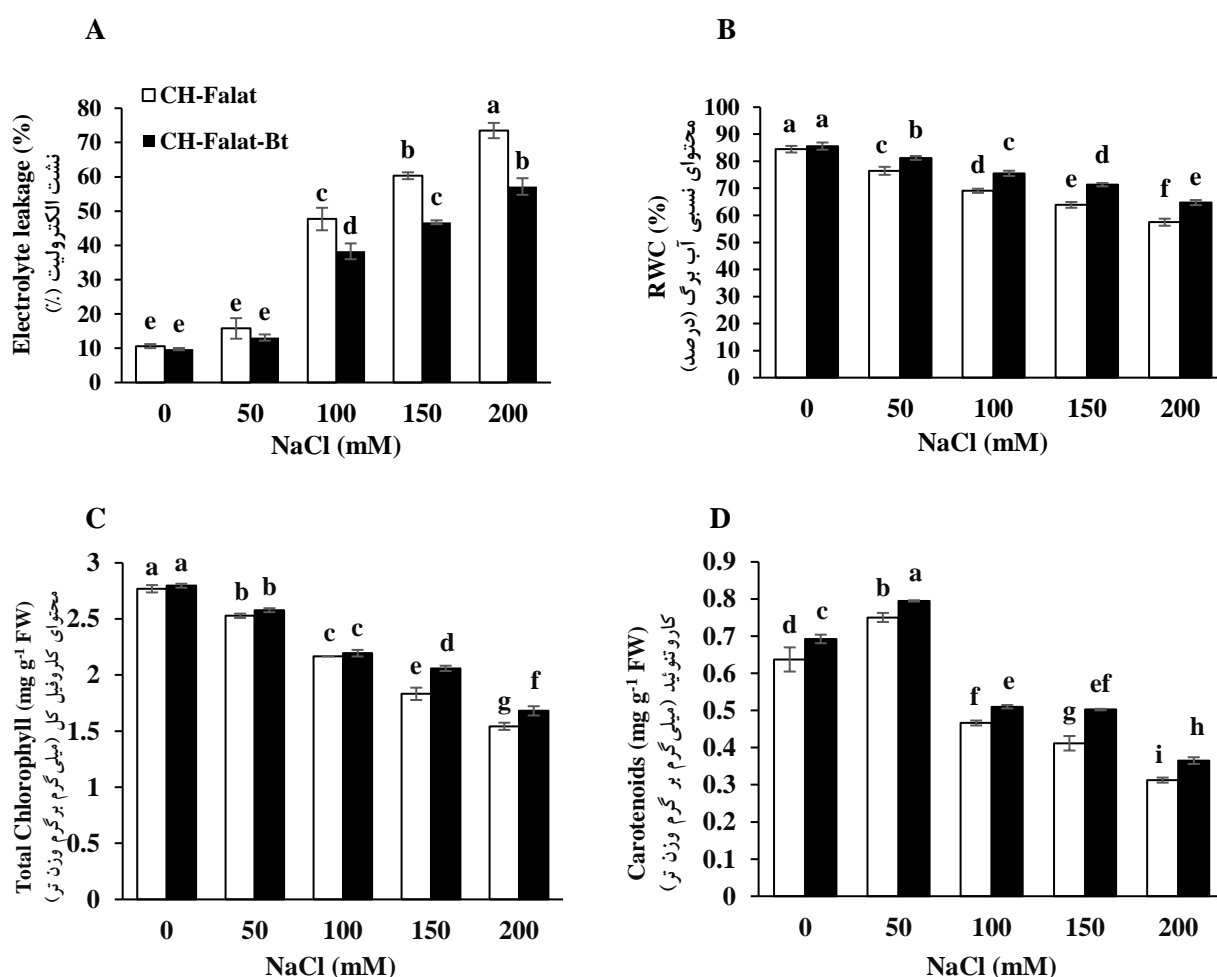 A
CH-Falat
CH-Falat-Bt
Electrolyte leakage (%)
نشت الکترولیت (٪)
80
70
60
50
40
30
20
10
0
e e e e c d b c a b
0 50 100 150 200
NaCl (mM)
B
RWC (%)
محتوای نسبی آب برگ (درصد)
100
90
80
70
60
50
40
30
20
10
0
a a c b d c e d f e
0 50 100 150 200
NaCl (mM)
C
Total Chlorophyll (mg g⁻¹ FW)
محتوای کلروفیل کل (میلی گرم بر گرم وزن تر)
3
2.5
2
1.5
1
0.5
0
a a b b c c e d g f
0 50 100 150 200
NaCl (mM)
D
Carotenoids (mg g⁻¹ FW)
کاروتنوئید (میلی گرم بر گرم وزن تر)
0.9
0.8
0.7
0.6
0.5
0.4
0.3
0.2
0.1
0
d c b a f e g ef i h
0 50 100 150 200
NaCl (mM)